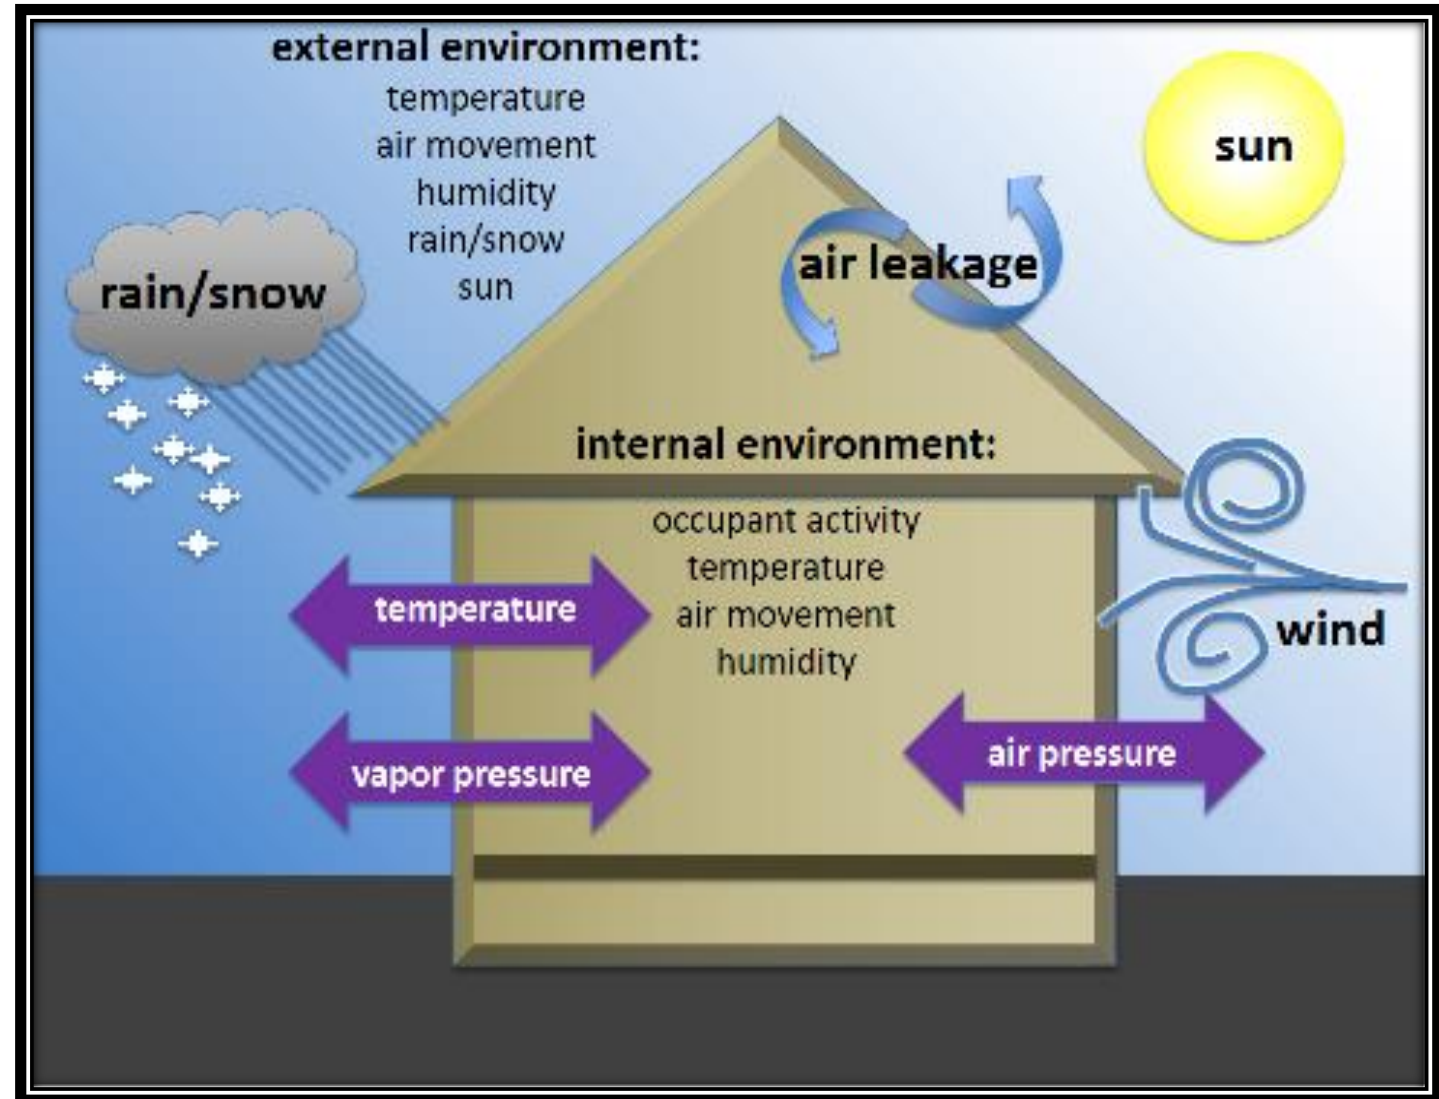 external environment:
temperature
air movement
humidity
rain/snow
sun
sun
rain/snow
air leakage
internal environment:
occupant activity
temperature
air movement
humidity
temperature
vapor pressure
wind
air pressure